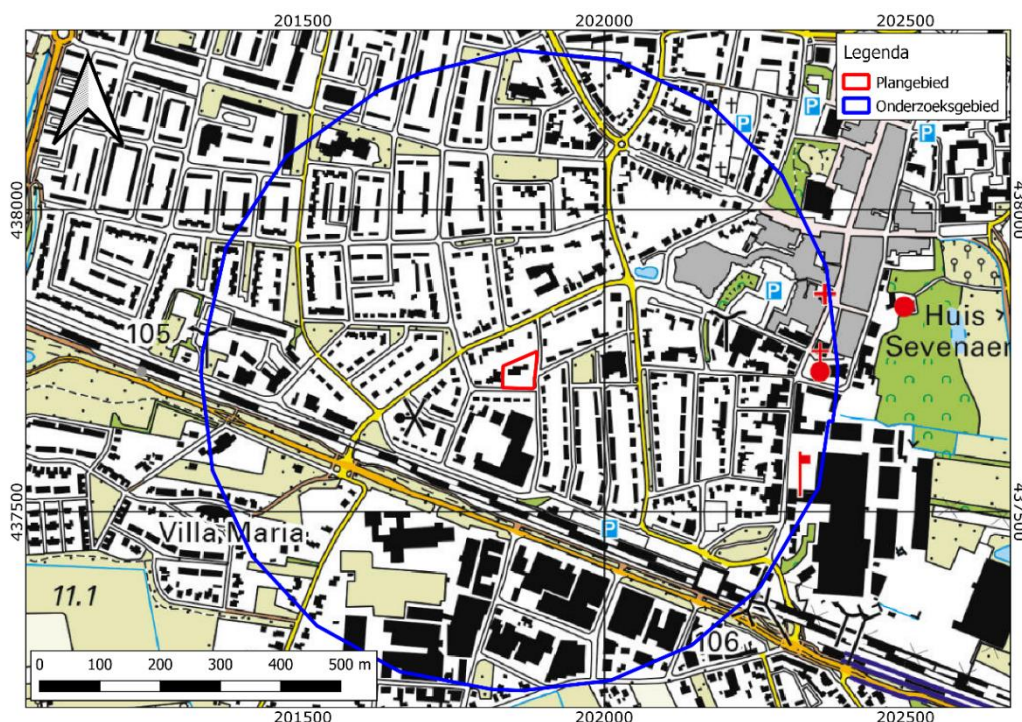 201500 202000 202500
Legenda
Plangebied
Onderzoeksgebied
P
P
P
438000 438000
P
105
Huis
Sevenaer
437500 437500
P
Villa Maria
11.1
106
0 100 200 300 400 500 m
201500 202000 202500